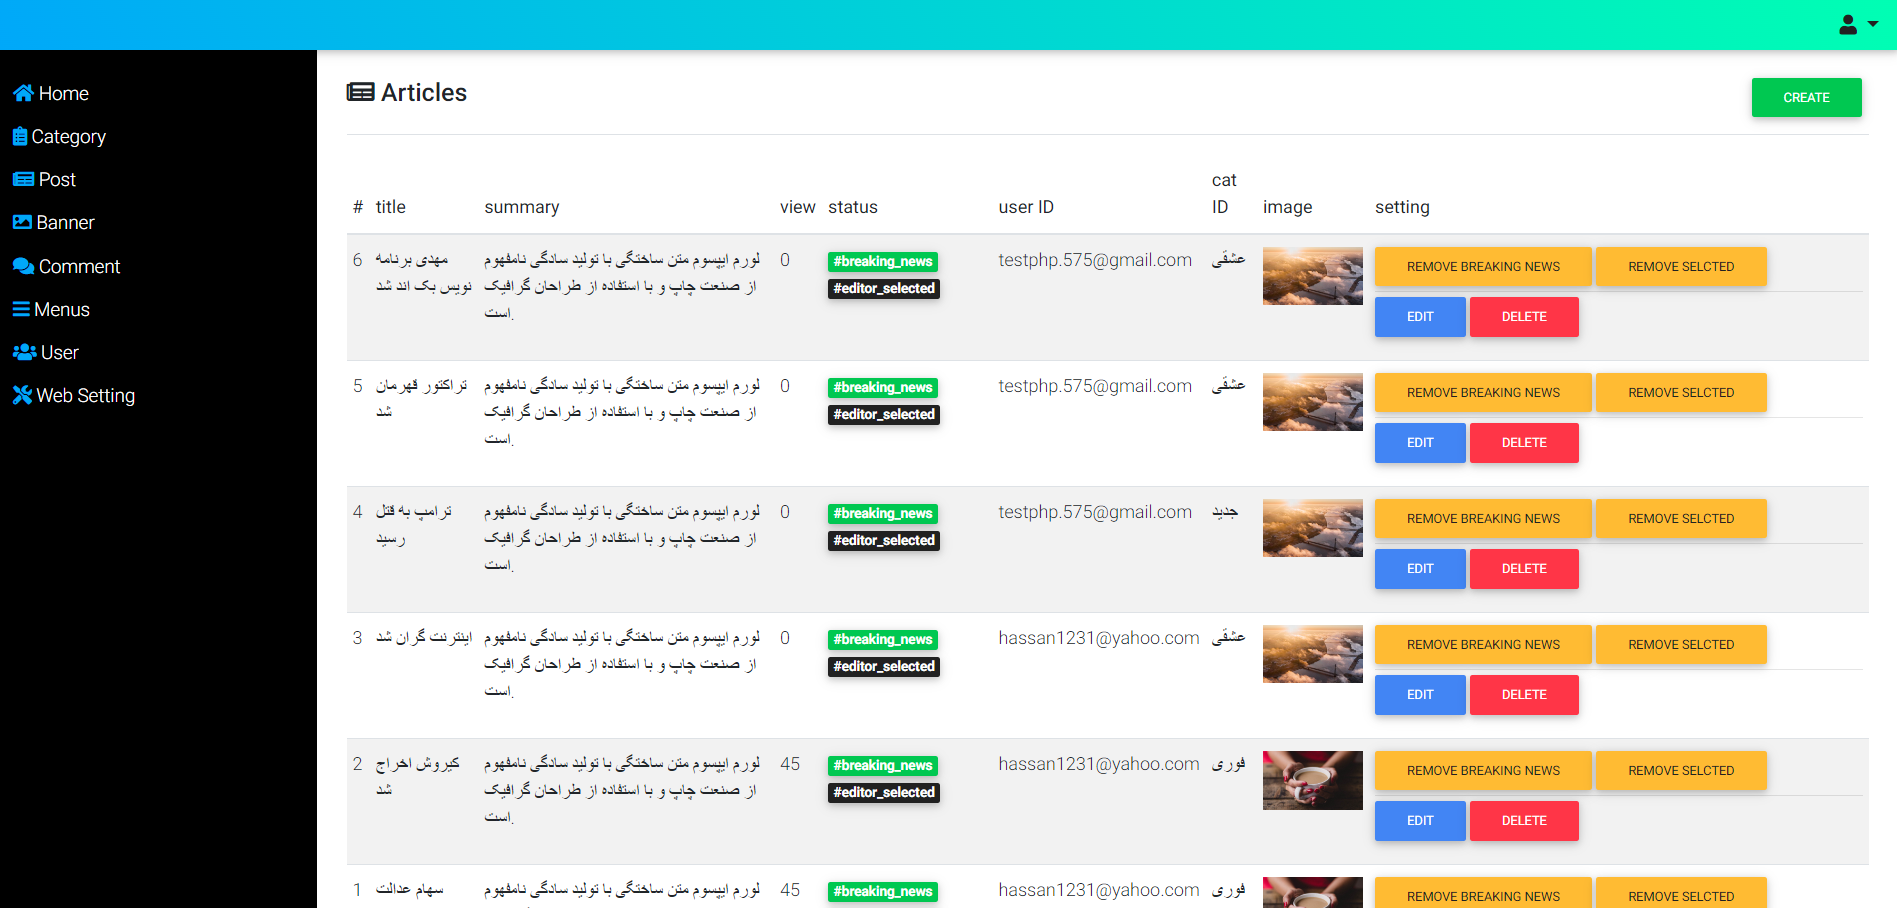 Articles
CREATE
Home
Category
Post
Banner
Comment
Menus
User
Web Setting
# title summary view status user ID cat ID image setting
6 مهدی برنامه نویس بک اند شد
لورم ایپسوم متن ساختگی با تولید سادگی نامفهوم
از صنعت چاپ و با استفاده از طراحان گرافیک
است.
0 #breaking_news
#editor_selected
testphp.575@gmail.com عشقی
REMOVE BREAKING NEWS REMOVE SELCTED
EDIT DELETE
5 تراکتور قهرمان شد
لورم ایپسوم متن ساختگی با تولید سادگی نامفهوم
از صنعت چاپ و با استفاده از طراحان گرافیک
است.
0 #breaking_news
#editor_selected
testphp.575@gmail.com عشقی
REMOVE BREAKING NEWS REMOVE SELCTED
EDIT DELETE
4 ترامپ به قتل رسید
لورم ایپسوم متن ساختگی با تولید سادگی نامفهوم
از صنعت چاپ و با استفاده از طراحان گرافیک
است.
0 #breaking_news
#editor_selected
testphp.575@gmail.com جدید
REMOVE BREAKING NEWS REMOVE SELCTED
EDIT DELETE
3 اینترنت گران شد
لورم ایپسوم متن ساختگی با تولید سادگی نامفهوم
از صنعت چاپ و با استفاده از طراحان گرافیک
است.
0 #breaking_news
#editor_selected
hassan1231@yahoo.com عشقی
REMOVE BREAKING NEWS REMOVE SELCTED
EDIT DELETE
2 کیروش اخراج شد
لورم ایپسوم متن ساختگی با تولید سادگی نامفهوم
از صنعت چاپ و با استفاده از طراحان گرافیک
است.
45 #breaking_news
#editor_selected
hassan1231@yahoo.com فوری
REMOVE BREAKING NEWS REMOVE SELCTED
EDIT DELETE
1 سهام عدالت
لورم ایپسوم متن ساختگی با تولید سادگی نامفهوم
45 #breaking_news
hassan1231@yahoo.com فوری
REMOVE BREAKING NEWS REMOVE SELCTED